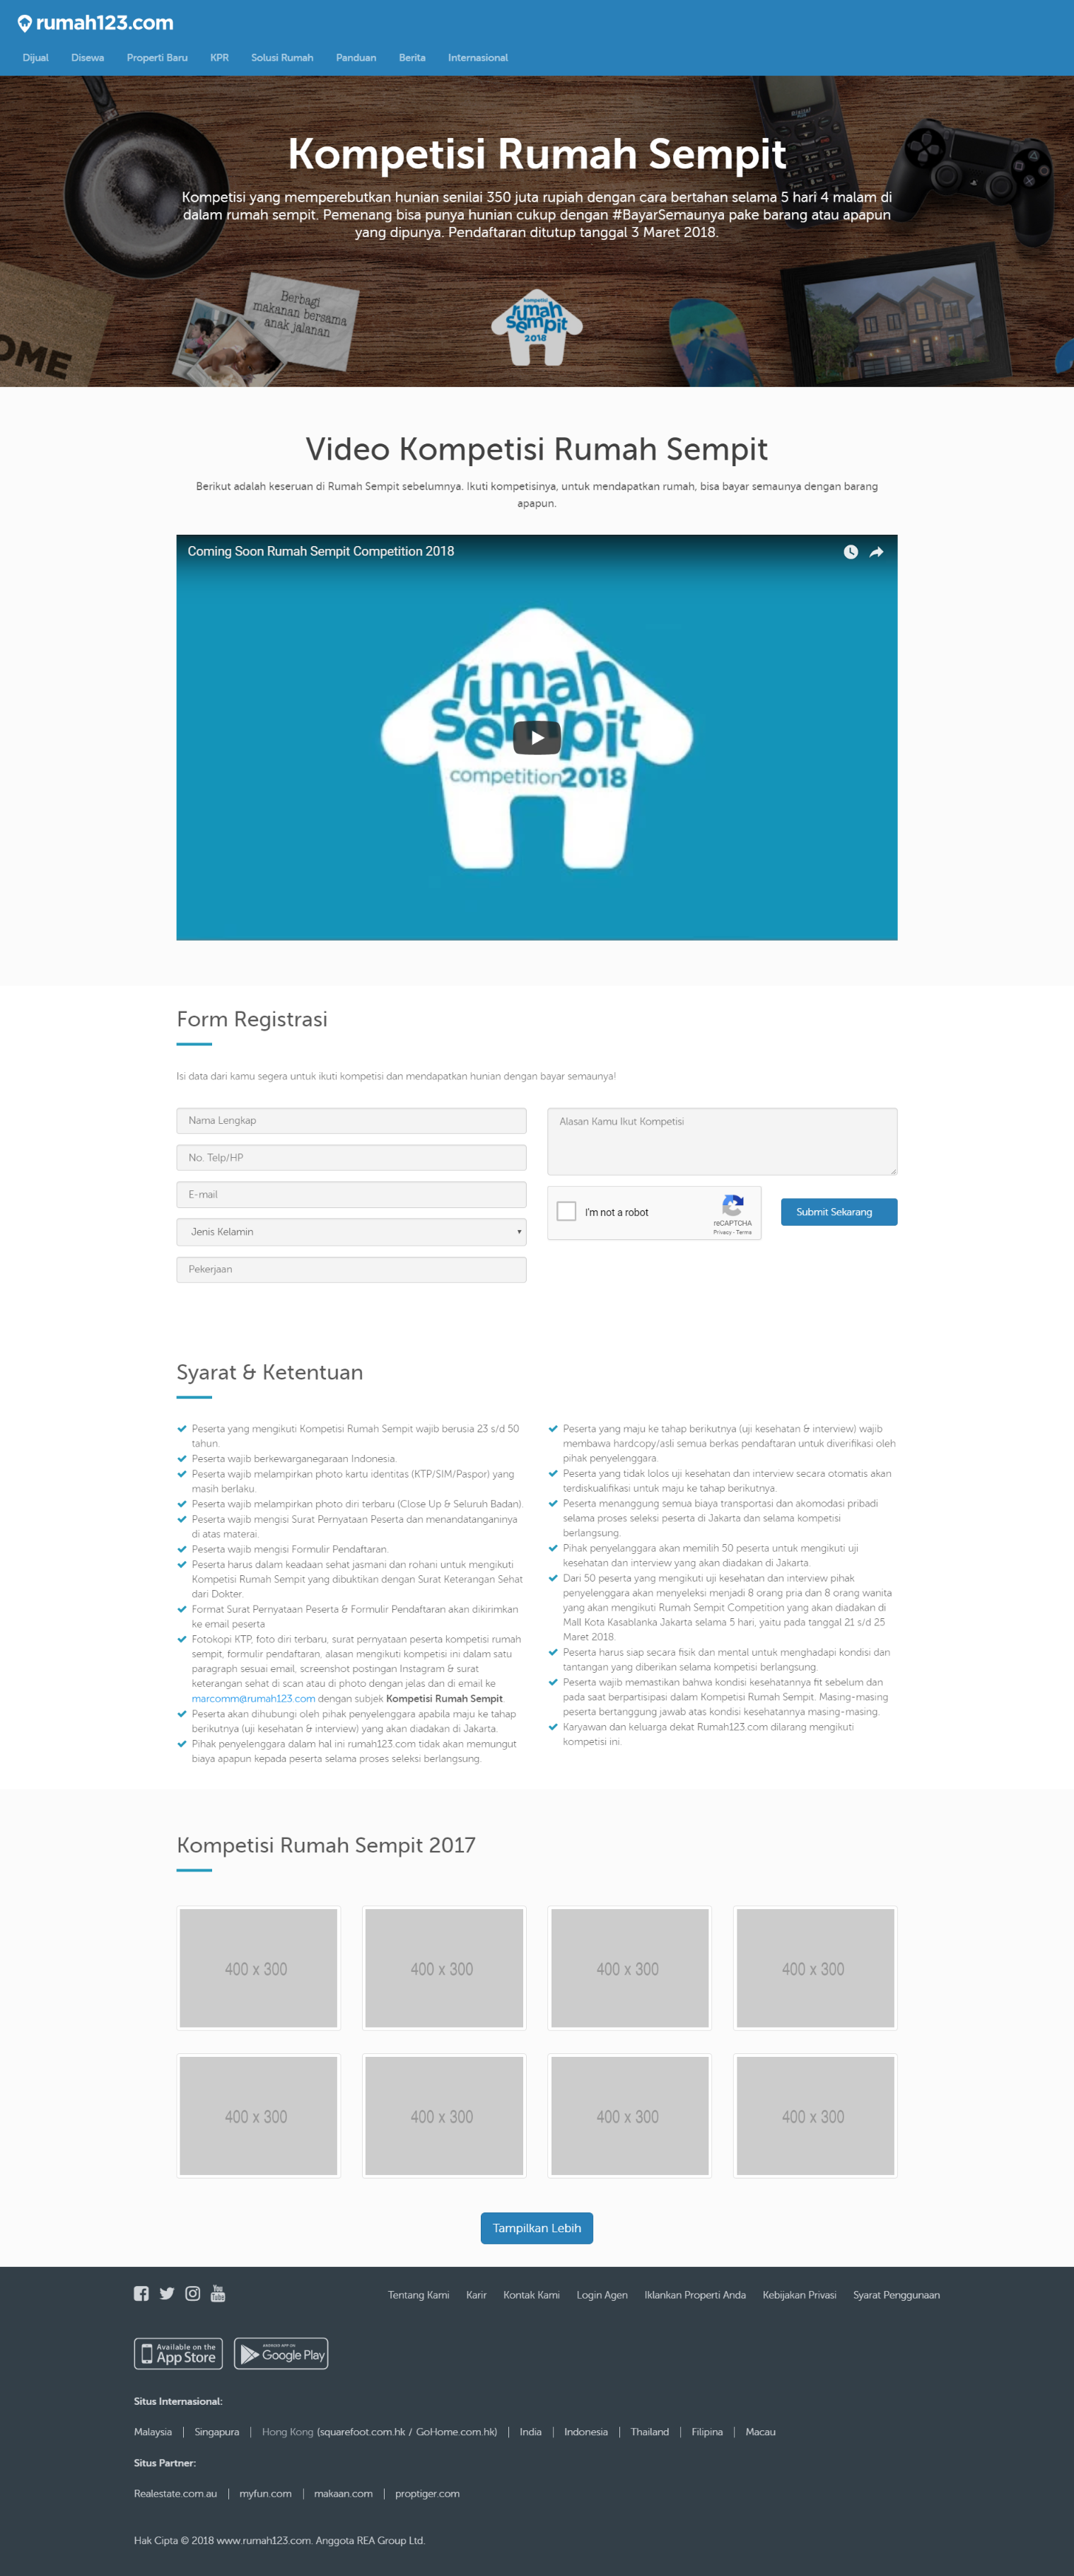 rumah123.com
Dijual Disewa Properti Baru KPR Solusi Rumah Panduan Berita Internasional
Kompetisi Rumah Sempit
Kompetisi yang memperebutkan hunian senilai 350 juta rupiah dengan cara bertahan selama 5 hari 4 malam di
dalam rumah sempit. Pemenang bisa punya hunian cukup dengan #BayarSemaunya pake barang atau apapun
yang dipunya. Pendaftaran ditutup tanggal 3 Maret 2018.
Berbagi
makanan bersama
anak jalanan
OME
kompetisi
rumah
sempit
2018
Video Kompetisi Rumah Sempit
Berikut adalah keseruan di Rumah Sempit sebelumnya. Ikuti kompetisinya, untuk mendapatkan rumah, bisa bayar semaunya dengan barang
apapun.
Coming Soon Rumah Sempit Competition 2018
rumah
sempit
competition2018
Form Registrasi
Isi data dari kamu segera untuk ikuti kompetisi dan mendapatkan hunian dengan bayar semaunya!
Nama Lengkap
No. Telp/HP
E-mail
Jenis Kelamin
Pekerjaan
Alasan Kamu Ikut Kompetisi
I'm not a robot
reCAPTCHA
Privacy - Terms
Submit Sekarang
Syarat & Ketentuan
Peserta yang mengikuti Kompetisi Rumah Sempit wajib berusia 23 s/d 50
tahun.
Peserta wajib berkewarganegaraan Indonesia.
Peserta wajib melampirkan photo kartu identitas (KTP/SIM/Paspor) yang
masih berlaku.
Peserta wajib melampirkan photo diri terbaru (Close Up & Seluruh Badan).
Peserta wajib mengisi Surat Pernyataan Peserta dan menandatanganinya
di atas materai.
Peserta wajib mengisi Formulir Pendaftaran.
Peserta harus dalam keadaan sehat jasmani dan rohani untuk mengikuti
Kompetisi Rumah Sempit yang dibuktikan dengan Surat Keterangan Sehat
dari Dokter.
Format Surat Pernyataan Peserta & Formulir Pendaftaran akan dikirimkan
ke email peserta
Fotokopi KTP, foto diri terbaru, surat pernyataan peserta kompetisi rumah
sempit, formulir pendaftaran, alasan mengikuti kompetisi ini dalam satu
paragraph sesuai email, screenshot postingan Instagram & surat
keterangan sehat di scan atau di photo dengan jelas dan di email ke
marcomm@rumah123.com dengan subjek Kompetisi Rumah Sempit.
Peserta akan dihubungi oleh pihak penyelenggara apabila maju ke tahap
berikutnya (uji kesehatan & interview) yang akan diadakan di Jakarta.
Pihak penyelenggara dalam hal ini rumah123.com tidak akan memungut
biaya apapun kepada peserta selama proses seleksi berlangsung.
Peserta yang maju ke tahap berikutnya (uji kesehatan & interview) wajib
membawa hardcopy/asli semua berkas pendaftaran untuk diverifikasi oleh
pihak penyelenggara.
Peserta yang tidak lolos uji kesehatan dan interview secara otomatis akan
terdiskualifikasi untuk maju ke tahap berikutnya.
Peserta menanggung semua biaya transportasi dan akomodasi pribadi
selama proses seleksi peserta di Jakarta dan selama kompetisi
berlangsung.
Pihak penyelanggara akan memilih 50 peserta untuk mengikuti uji
kesehatan dan interview yang akan diadakan di Jakarta.
Dari 50 peserta yang mengikuti uji kesehatan dan interview pihak
penyelenggara akan menyeleksi menjadi 8 orang pria dan 8 orang wanita
yang akan mengikuti Rumah Sempit Competition yang akan diadakan di
Mall Kota Kasablanka Jakarta selama 5 hari, yaitu pada tanggal 21 s/d 25
Maret 2018.
Peserta harus siap secara fisik dan mental untuk menghadapi kondisi dan
tantangan yang diberikan selama kompetisi berlangsung.
Peserta wajib memastikan bahwa kondisi kesehatannya fit sebelum dan
pada saat berpartisipasi dalam Kompetisi Rumah Sempit. Masing-masing
peserta bertanggung jawab atas kondisi kesehatannya masing-masing.
Karyawan dan keluarga dekat Rumah123.com dilarang mengikuti
kompetisi ini.
Kompetisi Rumah Sempit 2017
400 x 300 400 x 300 400 x 300 400 x 300
400 x 300 400 x 300 400 x 300 400 x 300
Tampilkan Lebih
You Tube
Tentang Kami Karir Kontak Kami Login Agen Iklankan Properti Anda Kebijakan Privasi Syarat Penggunaan
Available on the
App Store
ANDROID APP ON
Google Play
Situs Internasional:
Malaysia | Singapura | Hong Kong (squarefoot.com.hk / GoHome.com.hk) | India | Indonesia | Thailand | Filipina | Macau
Situs Partner:
Realestate.com.au | myfun.com | makaan.com | proptiger.com
Hak Cipta © 2018 www.rumah123.com. Anggota REA Group Ltd.